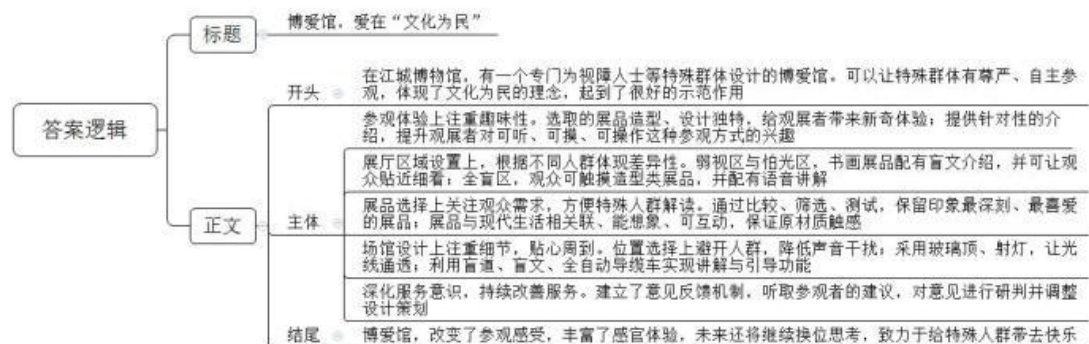 标题
博爱馆，爱在“文化为民”
答案逻辑
开头
在江城博物馆，有一个专门为视障人士等特殊群体设计的博爱馆。可以让特殊群体有尊严、自主参
观，体现了文化为民的理念，起到了很好的示范作用
正文
主体
参观体验上注重趣味性。选取的展品造型、设计独特，给观展者带来新奇体验；提供针对性的介
绍，提升观展者对可听、可摸、可操作这种参观方式的兴趣
展厅区域设置上，根据不同人群体现差异性。弱视区与怕光区，书画展品配有盲文介绍，并可让观
众贴近细看；全盲区，观众可触摸造型类展品，并配有语音讲解
展品选择上关注观众需求，方便特殊人群解读。通过比较、筛选、测试，保留印象最深刻、最喜爱
的展品；展品与现代生活相关联、能想象、可互动，保证原材质触感
场馆设计上注重细节，贴心周到。位置选择上避开人群，降低声音干扰；采用玻璃顶、射灯，让光
线通透；利用盲道、盲文、全自动导缆车实现讲解与引导功能
深化服务意识，持续改善服务。建立了意见反馈机制，听取参观者的建议，对意见进行研判并调整
设计策划
结尾
博爱馆，改变了参观感受，丰富了感官体验，未来还将继续换位思考，致力于给特殊人群带去快乐